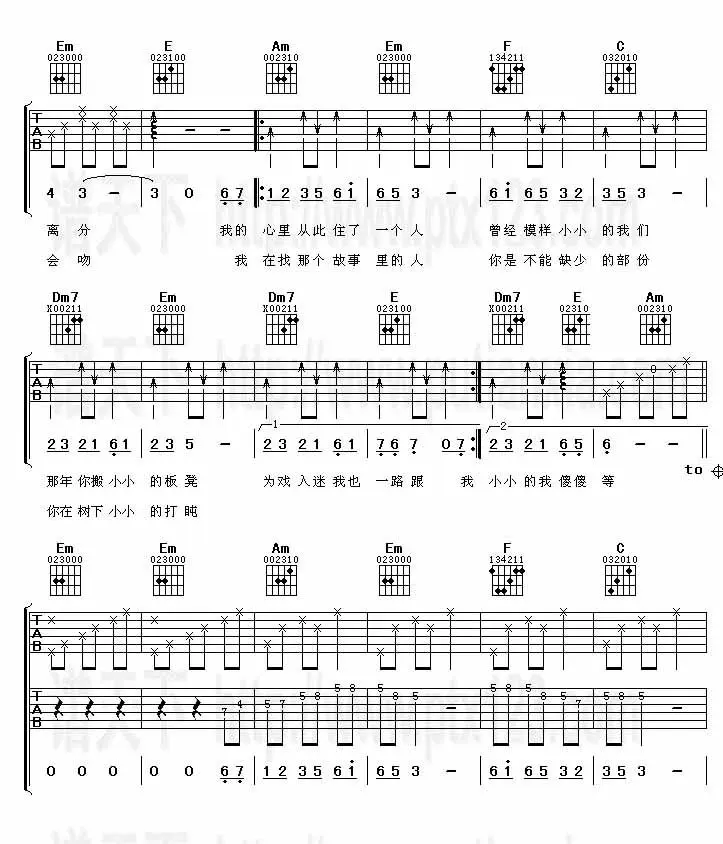 Em E Am Em F C
023000 023100 002310 023000 134211 032010
T A B
4 3 - 3 0 6 7 1 2 3 5 6 1 6 5 3 - 6 1 6 5 3 2 3 5 3 -
离 分 我的 心里 从此 住了 一个 人 曾经 模样 小小 的我们
会 吻 我 在找 那个 故事 里的 人 你是 不能 缺少 的部 份
Dm7 Em Dm7 E Dm7 E Am
X00211 023000 X00211 023100 X00211 023100 002310
T A B
0
1 2
2 3 2 1 6 1 2 3 5 - 2 3 2 1 6 1 7 6 7 0 7 2 3 2 1 6 5 6 -
to
那年 你搬 小小 的板 凳 为戏 入迷 我也 一路 跟 我 小小 的我 傻傻 等
你在 树下 小小 的打 盹
Em Em Am Em F C
023000 023000 002310 023000 134211 032010
T A B
T A B
7 4 5 7 5 8 5 8 5 8 5 5 8 5 8 5 7 5 8 5
0 0 0 0 0 0 6 7 1 2 3 5 6 1 6 5 3 - 6 1 6 5 3 2 3 5 3 -